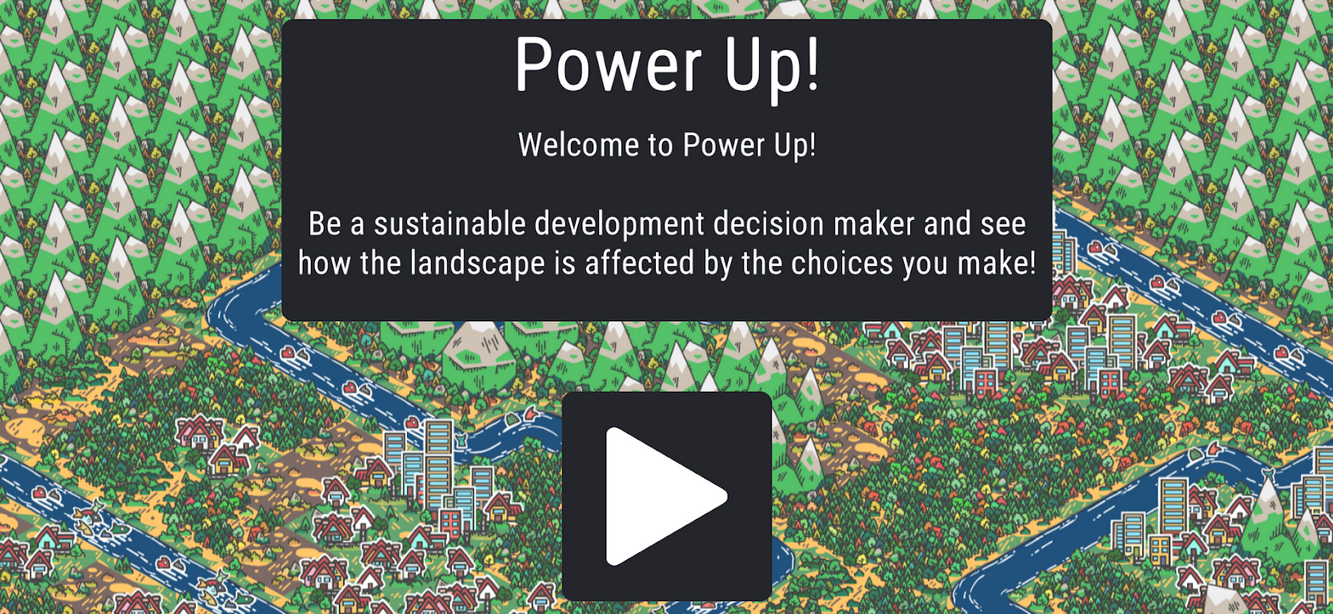 Power Up!
Welcome to Power Up!
Be a sustainable development decision maker and see
how the landscape is affected by the choices you make!